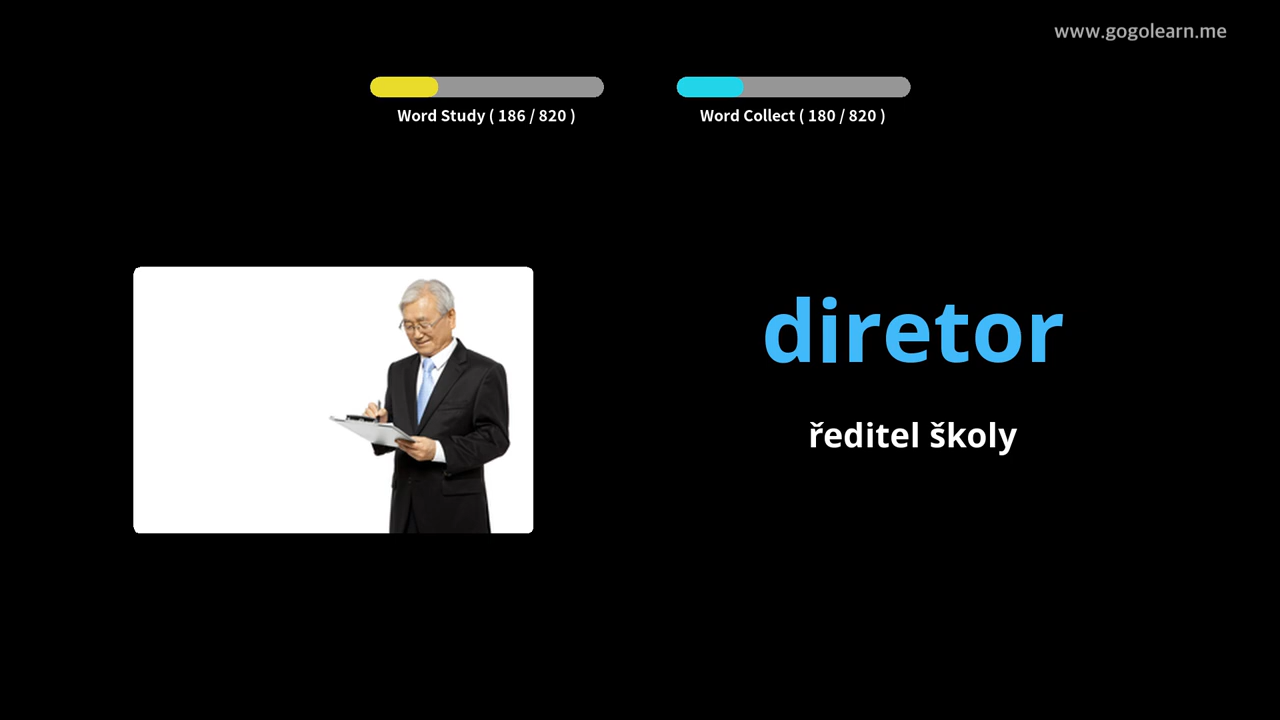 www.gogolearn.me
Word Study ( 186 / 820 )
Word Collect ( 180 / 820 )
diretor
ředitel školy